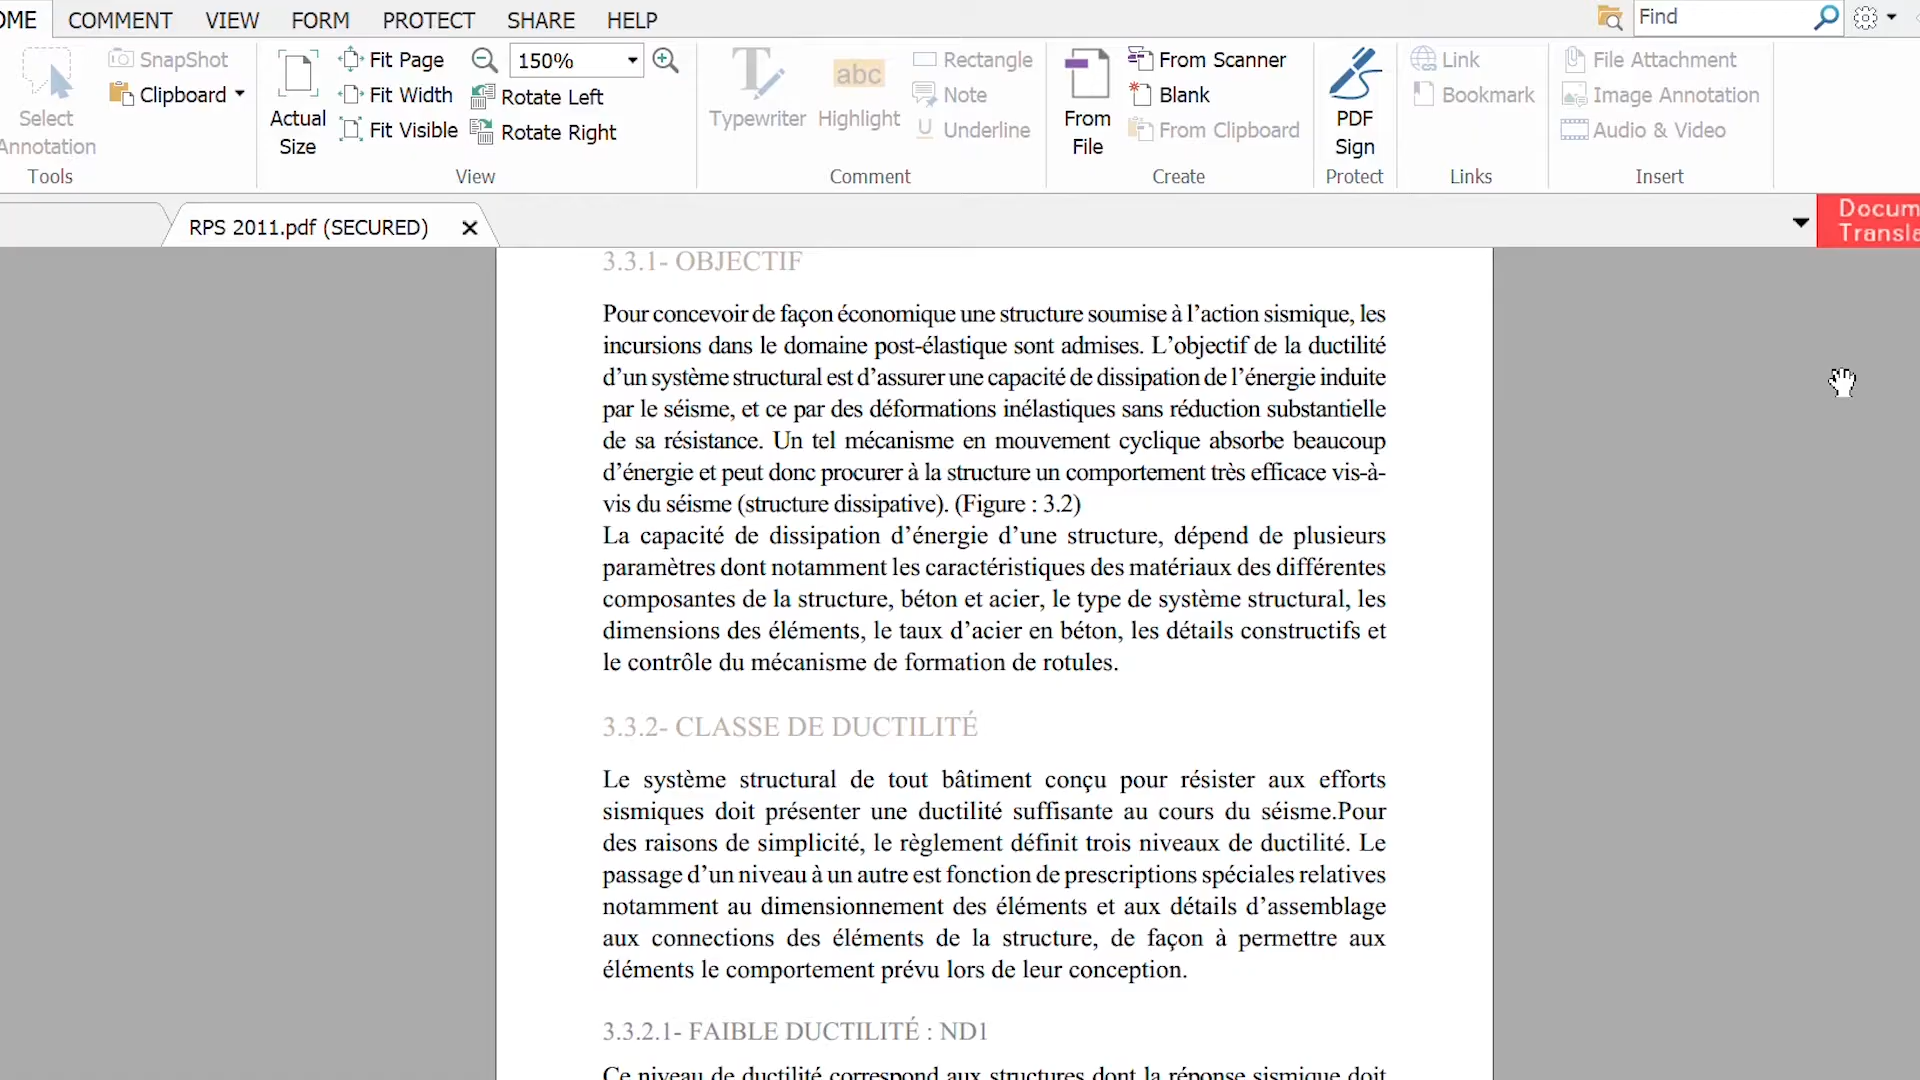 OME COMMENT VIEW FORM PROTECT SHARE HELP Find
SnapShot
Clipboard
Select
Annotation
Tools
Actual
Size
Fit Page
Fit Width
Fit Visible
150%
Rotate Left
Rotate Right
View
Typewriter
abc
Highlight
Rectangle
Note
Underline
Comment
From
File
From Scanner
Blank
From Clipboard
Create
PDF
Sign
Protect
Link
Bookmark
Links
File Attachment
Image Annotation
Audio & Video
Insert
RPS 2011.pdf (SECURED)
Docum
Transla
3.3.1- OBJECTIF
Pour concevoir de façon économique une structure soumise à l’action sismique, les
incursions dans le domaine post-élastique sont admises. L’objectif de la ductilité
d’un système structural est d’assurer une capacité de dissipation de l’énergie induite
par le séisme, et ce par des déformations inélastiques sans réduction substantielle
de sa résistance. Un tel mécanisme en mouvement cyclique absorbe beaucoup
d’énergie et peut donc procurer à la structure un comportement très efficace vis-à-
vis du séisme (structure dissipative). (Figure : 3.2)
La capacité de dissipation d’énergie d’une structure, dépend de plusieurs
paramètres dont notamment les caractéristiques des matériaux des différentes
composantes de la structure, béton et acier, le type de système structural, les
dimensions des éléments, le taux d’acier en béton, les détails constructifs et
le contrôle du mécanisme de formation de rotules.
3.3.2- CLASSE DE DUCTILITÉ
Le système structural de tout bâtiment conçu pour résister aux efforts
sismiques doit présenter une ductilité suffisante au cours du séisme.Pour
des raisons de simplicité, le règlement définit trois niveaux de ductilité. Le
passage d’un niveau à un autre est fonction de prescriptions spéciales relatives
notamment au dimensionnement des éléments et aux détails d’assemblage
aux connections des éléments de la structure, de façon à permettre aux
éléments le comportement prévu lors de leur conception.
3.3.2.1- FAIBLE DUCTILITÉ : ND1
Ce niveau de ductilité correspond aux structures dont la réponse sismique doit